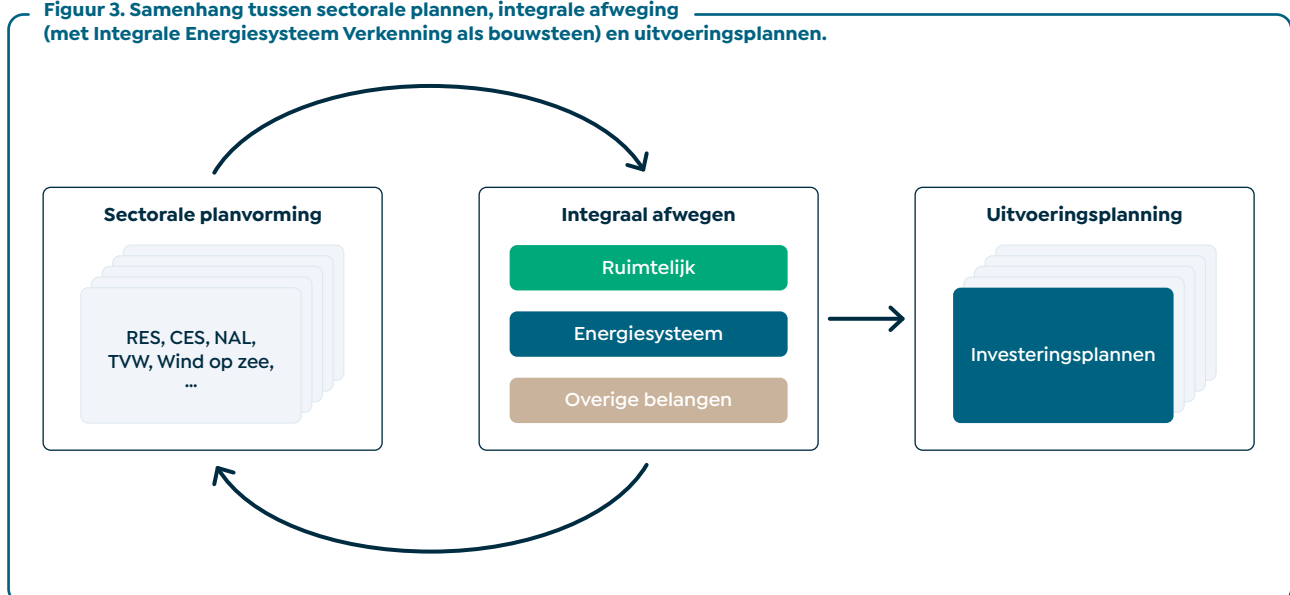 Figuur 3. Samenhang tussen sectorale plannen, integrale afweging
(met Integrale Energiesysteem Verkenning als bouwsteen) en uitvoeringsplannen.
Sectorale planvorming
RES, CES, NAL,
TVW, Wind op zee,
...
Integraal afwegen
Ruimtelijk
Energiesysteem
Overige belangen
Uitvoeringsplanning
Investeringsplannen